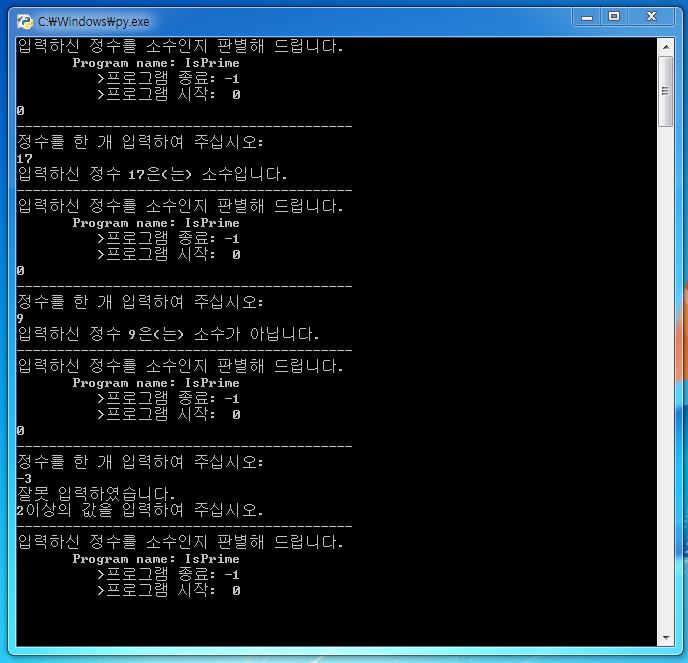 C:\Windows\py.exe
입력하신 정수를 소수인지 판별해 드립니다.
Program name: IsPrime
>프로그램 종료: -1
>프로그램 시작:  0
0
------------------------------------------
정수를 한 개 입력하여 주십시오:
17
입력하신 정수 17은(는) 소수입니다.
------------------------------------------
입력하신 정수를 소수인지 판별해 드립니다.
Program name: IsPrime
>프로그램 종료: -1
>프로그램 시작:  0
0
------------------------------------------
정수를 한 개 입력하여 주십시오:
9
입력하신 정수 9은(는) 소수가 아닙니다.
------------------------------------------
입력하신 정수를 소수인지 판별해 드립니다.
Program name: IsPrime
>프로그램 종료: -1
>프로그램 시작:  0
0
------------------------------------------
정수를 한 개 입력하여 주십시오:
-3
잘못 입력하였습니다.
2이상의 값을 입력하여 주십시오.
------------------------------------------
입력하신 정수를 소수인지 판별해 드립니다.
Program name: IsPrime
>프로그램 종료: -1
>프로그램 시작:  0